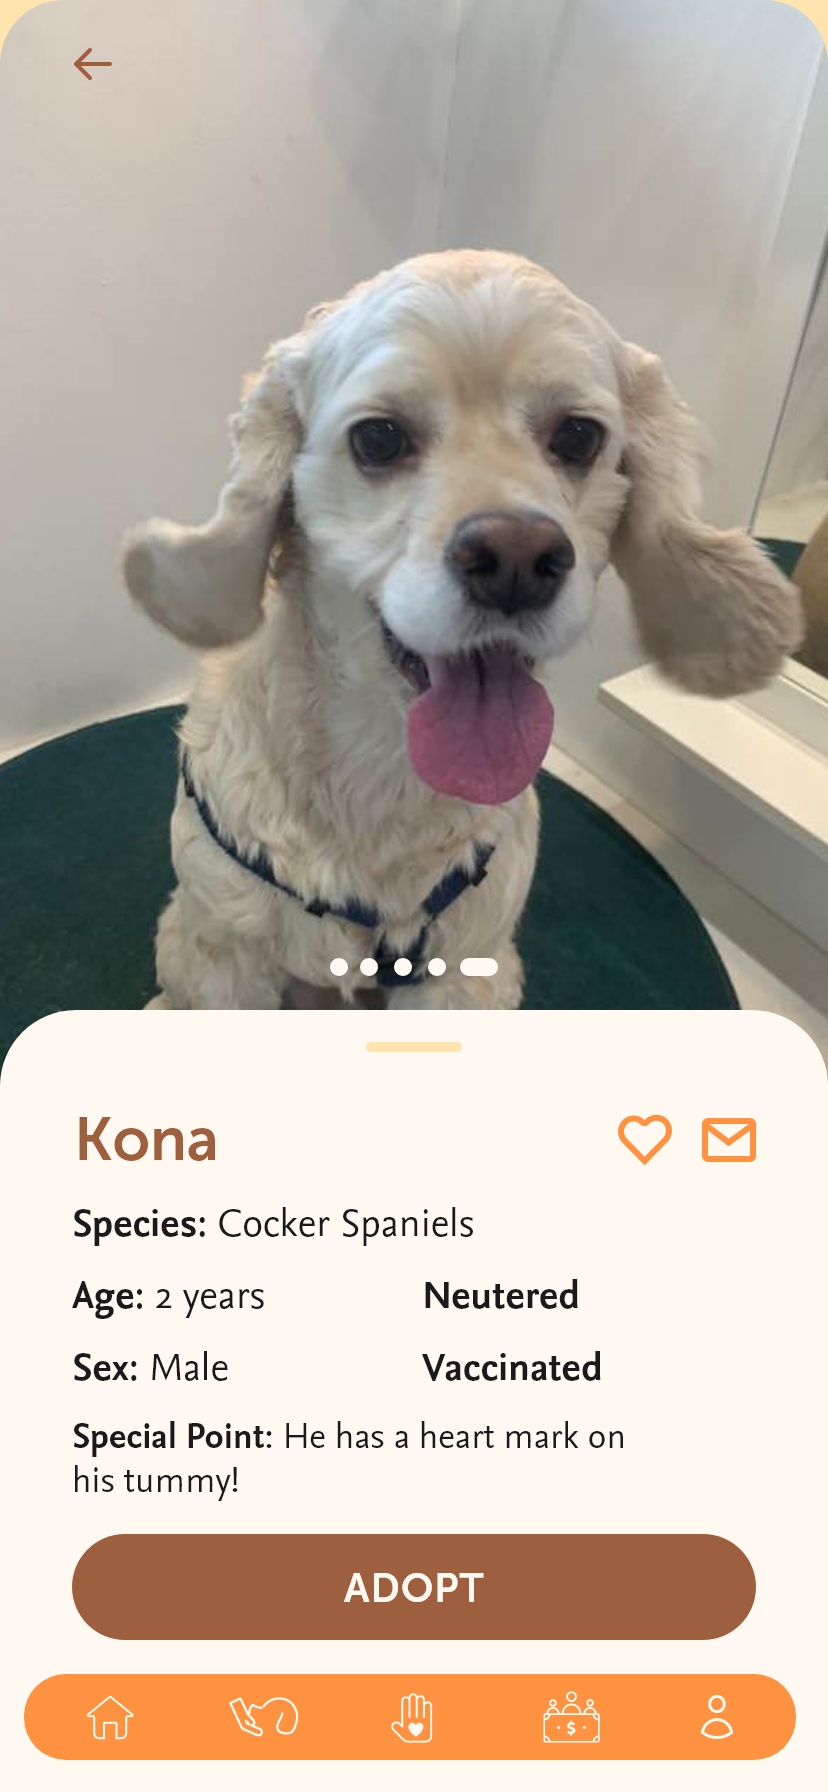 Kona
Species: Cocker Spaniels
Age: 2 years
Neutered
Sex: Male
Vaccinated
Special Point: He has a heart mark on
his tummy!
ADOPT
$